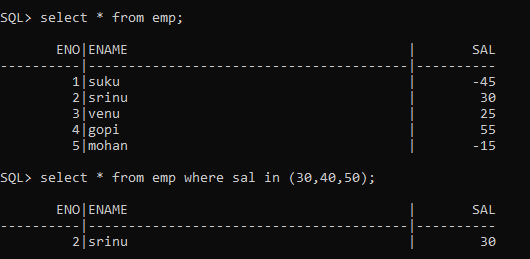 SQL> select * from emp;
ENO|ENAME | SAL
----------|----------------------------------------|----------
1|suku | -45
2|srinu | 30
3|venu | 25
4|gopi | 55
5|mohan | -15
SQL> select * from emp where sal in (30,40,50);
ENO|ENAME | SAL
----------|----------------------------------------|----------
2|srinu | 30